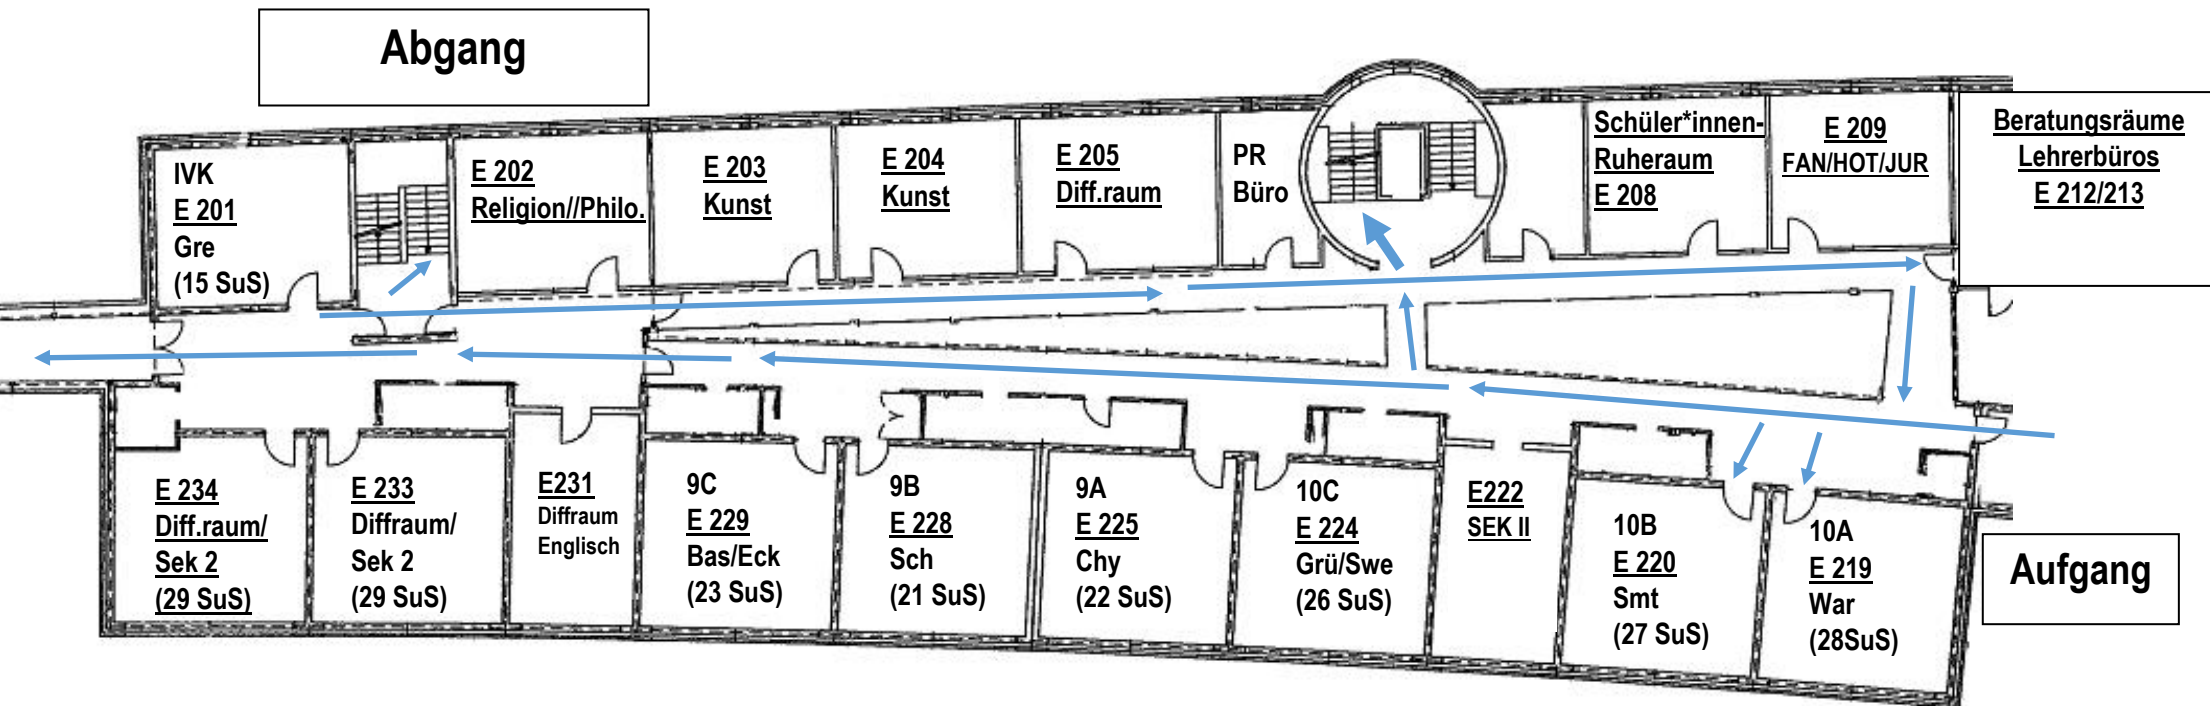 Abgang
IVK
E 201
Gre
(15 SuS)
E 202
Religion//Philo.
E 203
Kunst
E 204
Kunst
E 205
Diff.raum
PR
Büro
Schüler*innen-
Ruheraum
E 208
E 209
FAN/HOT/JUR
Beratungsräume
Lehrerbüros
E 212/213
E 234
Diff.raum/
Sek 2
(29 SuS)
E 233
Diffraum/
Sek 2
(29 SuS)
E231
Diffraum
Englisch
9C
E 229
Bas/Eck
(23 SuS)
9B
E 228
Sch
(21 SuS)
9A
E 225
Chy
(22 SuS)
10C
E 224
Grü/Swe
(26 SuS)
E222
SEK II
10B
E 220
Smt
(27 SuS)
10A
E 219
War
(28SuS)
Aufgang